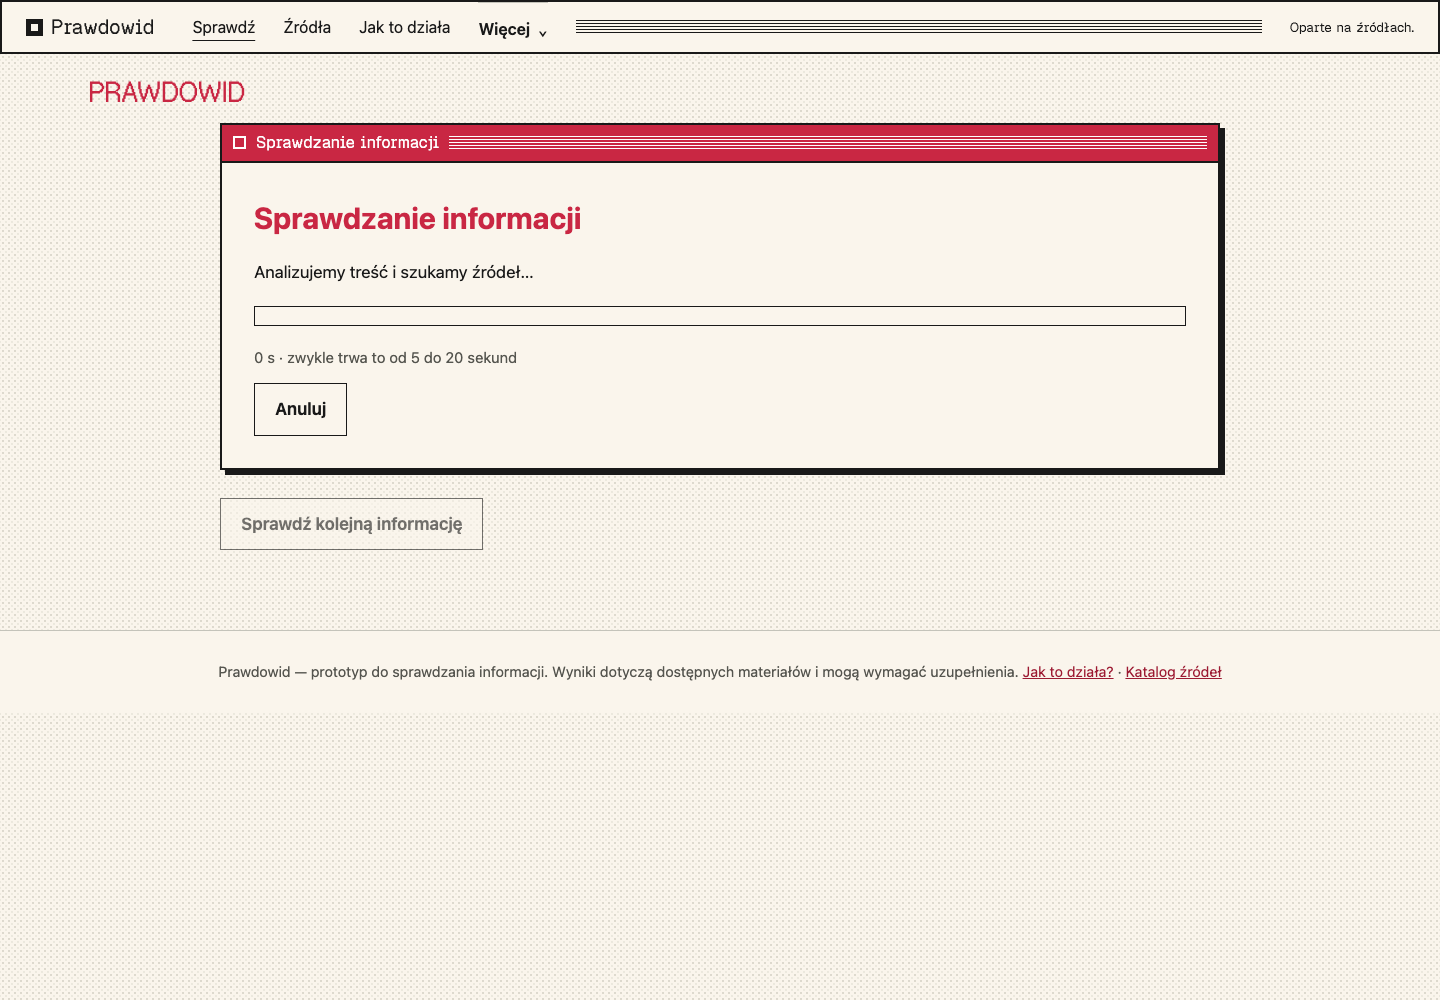 Prawdowid Sprawdź Źródła Jak to działa Więcej Oparte na źródłach.
PRAWDOWID
Sprawdzanie informacji
Sprawdzanie informacji
Analizujemy treść i szukamy źródeł...
0 s · zwykle trwa to od 5 do 20 sekund
Anuluj
Sprawdź kolejną informację
Prawdowid — prototyp do sprawdzania informacji. Wyniki dotyczą dostępnych materiałów i mogą wymagać uzupełnienia. Jak to działa? · Katalog źródeł